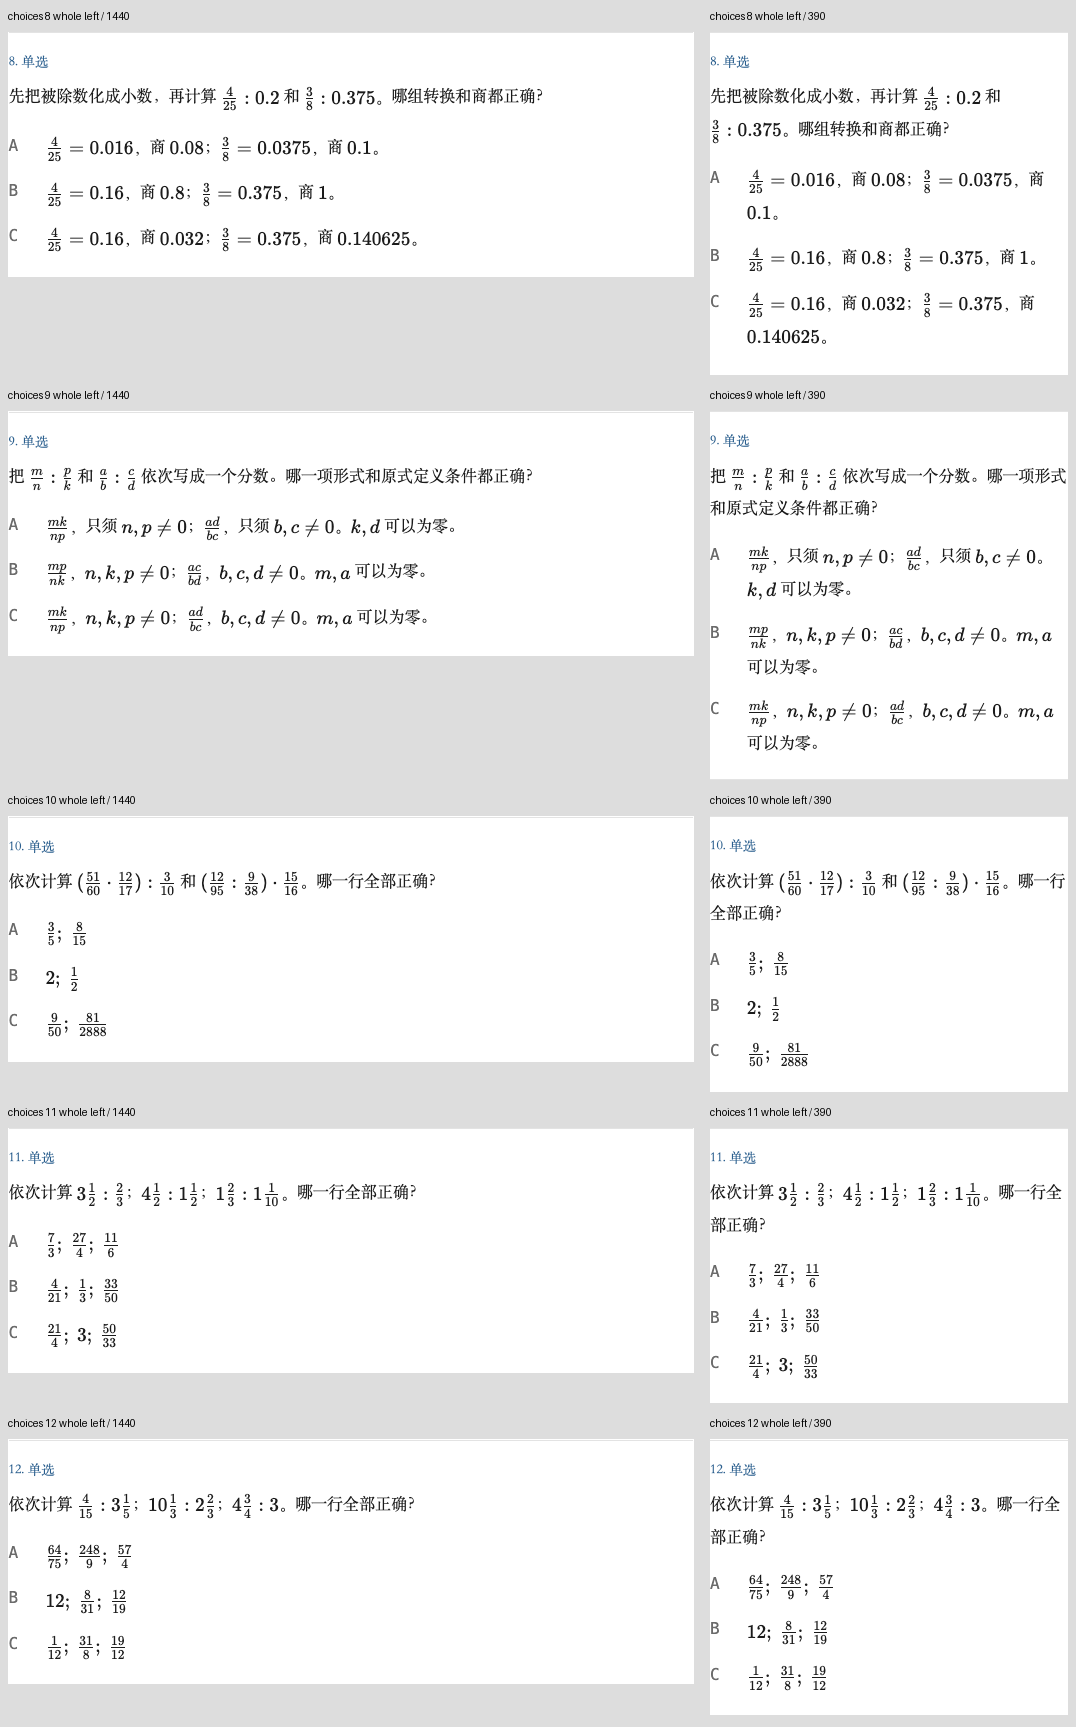 choices 8 whole left / 1440
8. 单选
先把被除数化成小数，再计算 4/25 : 0.2 和 3/8 : 0.375。哪组转换和商都正确？
A 4/25 = 0.016，商 0.08；3/8 = 0.0375，商 0.1。
B 4/25 = 0.16，商 0.8；3/8 = 0.375，商 1。
C 4/25 = 0.16，商 0.032；3/8 = 0.375，商 0.140625。
choices 8 whole left / 390
8. 单选
先把被除数化成小数，再计算 4/25 : 0.2 和
3/8 : 0.375。哪组转换和商都正确？
A 4/25 = 0.016，商 0.08；3/8 = 0.0375，商
0.1。
B 4/25 = 0.16，商 0.8；3/8 = 0.375，商 1。
C 4/25 = 0.16，商 0.032；3/8 = 0.375，商
0.140625。
choices 9 whole left / 1440
9. 单选
把 m/n : p/k 和 a/b : c/d 依次写成一个分数。哪一项形式和原式定义条件都正确？
A mk/np，只须 n, p ≠ 0；ad/bc，只须 b, c ≠ 0。k, d 可以为零。
B mp/nk，n, k, p ≠ 0；ac/bd，b, c, d ≠ 0。m, a 可以为零。
C mk/np，n, k, p ≠ 0；ad/bc，b, c, d ≠ 0。m, a 可以为零。
choices 9 whole left / 390
9. 单选
把 m/n : p/k 和 a/b : c/d 依次写成一个分数。哪一项形式
和原式定义条件都正确？
A mk/np，只须 n, p ≠ 0；ad/bc，只须 b, c ≠ 0。
k, d 可以为零。
B mp/nk，n, k, p ≠ 0；ac/bd，b, c, d ≠ 0。m, a
可以为零。
C mk/np，n, k, p ≠ 0；ad/bc，b, c, d ≠ 0。m, a
可以为零。
choices 10 whole left / 1440
10. 单选
依次计算 (51/60 · 12/17) : 3/10 和 (12/95 : 9/38) · 15/16。哪一行全部正确？
A 3/5; 8/15
B 2; 1/2
C 9/50; 81/2888
choices 10 whole left / 390
10. 单选
依次计算 (51/60 · 12/17) : 3/10 和 (12/95 : 9/38) · 15/16。哪一行
全部正确？
A 3/5; 8/15
B 2; 1/2
C 9/50; 81/2888
choices 11 whole left / 1440
11. 单选
依次计算 3 1/2 : 2/3；4 1/2 : 1 1/2；1 2/3 : 1 1/10。哪一行全部正确？
A 7/3; 27/4; 11/6
B 4/21; 1/3; 33/50
C 21/4; 3; 50/33
choices 11 whole left / 390
11. 单选
依次计算 3 1/2 : 2/3；4 1/2 : 1 1/2；1 2/3 : 1 1/10。哪一行全
部正确？
A 7/3; 27/4; 11/6
B 4/21; 1/3; 33/50
C 21/4; 3; 50/33
choices 12 whole left / 1440
12. 单选
依次计算 4/15 : 3 1/5；10 1/3 : 2 2/3；4 3/4 : 3。哪一行全部正确？
A 64/75; 248/9; 57/4
B 12; 8/31; 12/19
C 1/12; 31/8; 19/12
choices 12 whole left / 390
12. 单选
依次计算 4/15 : 3 1/5；10 1/3 : 2 2/3；4 3/4 : 3。哪一行全
部正确？
A 64/75; 248/9; 57/4
B 12; 8/31; 12/19
C 1/12; 31/8; 19/12